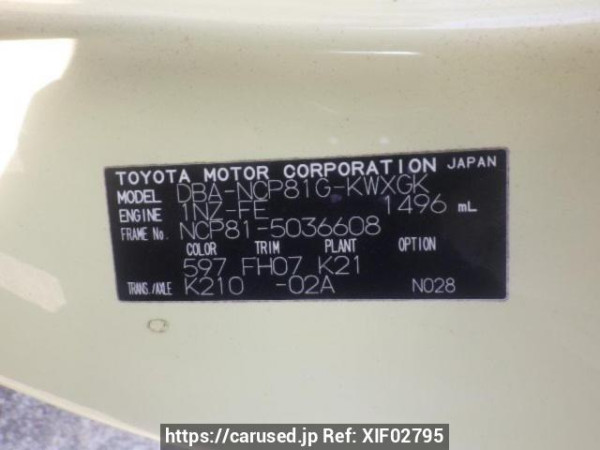 TOYOTA MOTOR CORPORATION JAPAN
MODEL DBA-NCP81G-KWXGK
ENGINE 1NZ-FE 1496 mL
FRAME No. NCP81-5036608
COLOR TRIM PLANT OPTION
597 FH07 K21
TRANS./AXLE K210 -02A N028
https://carused.jp Ref: XIF02795